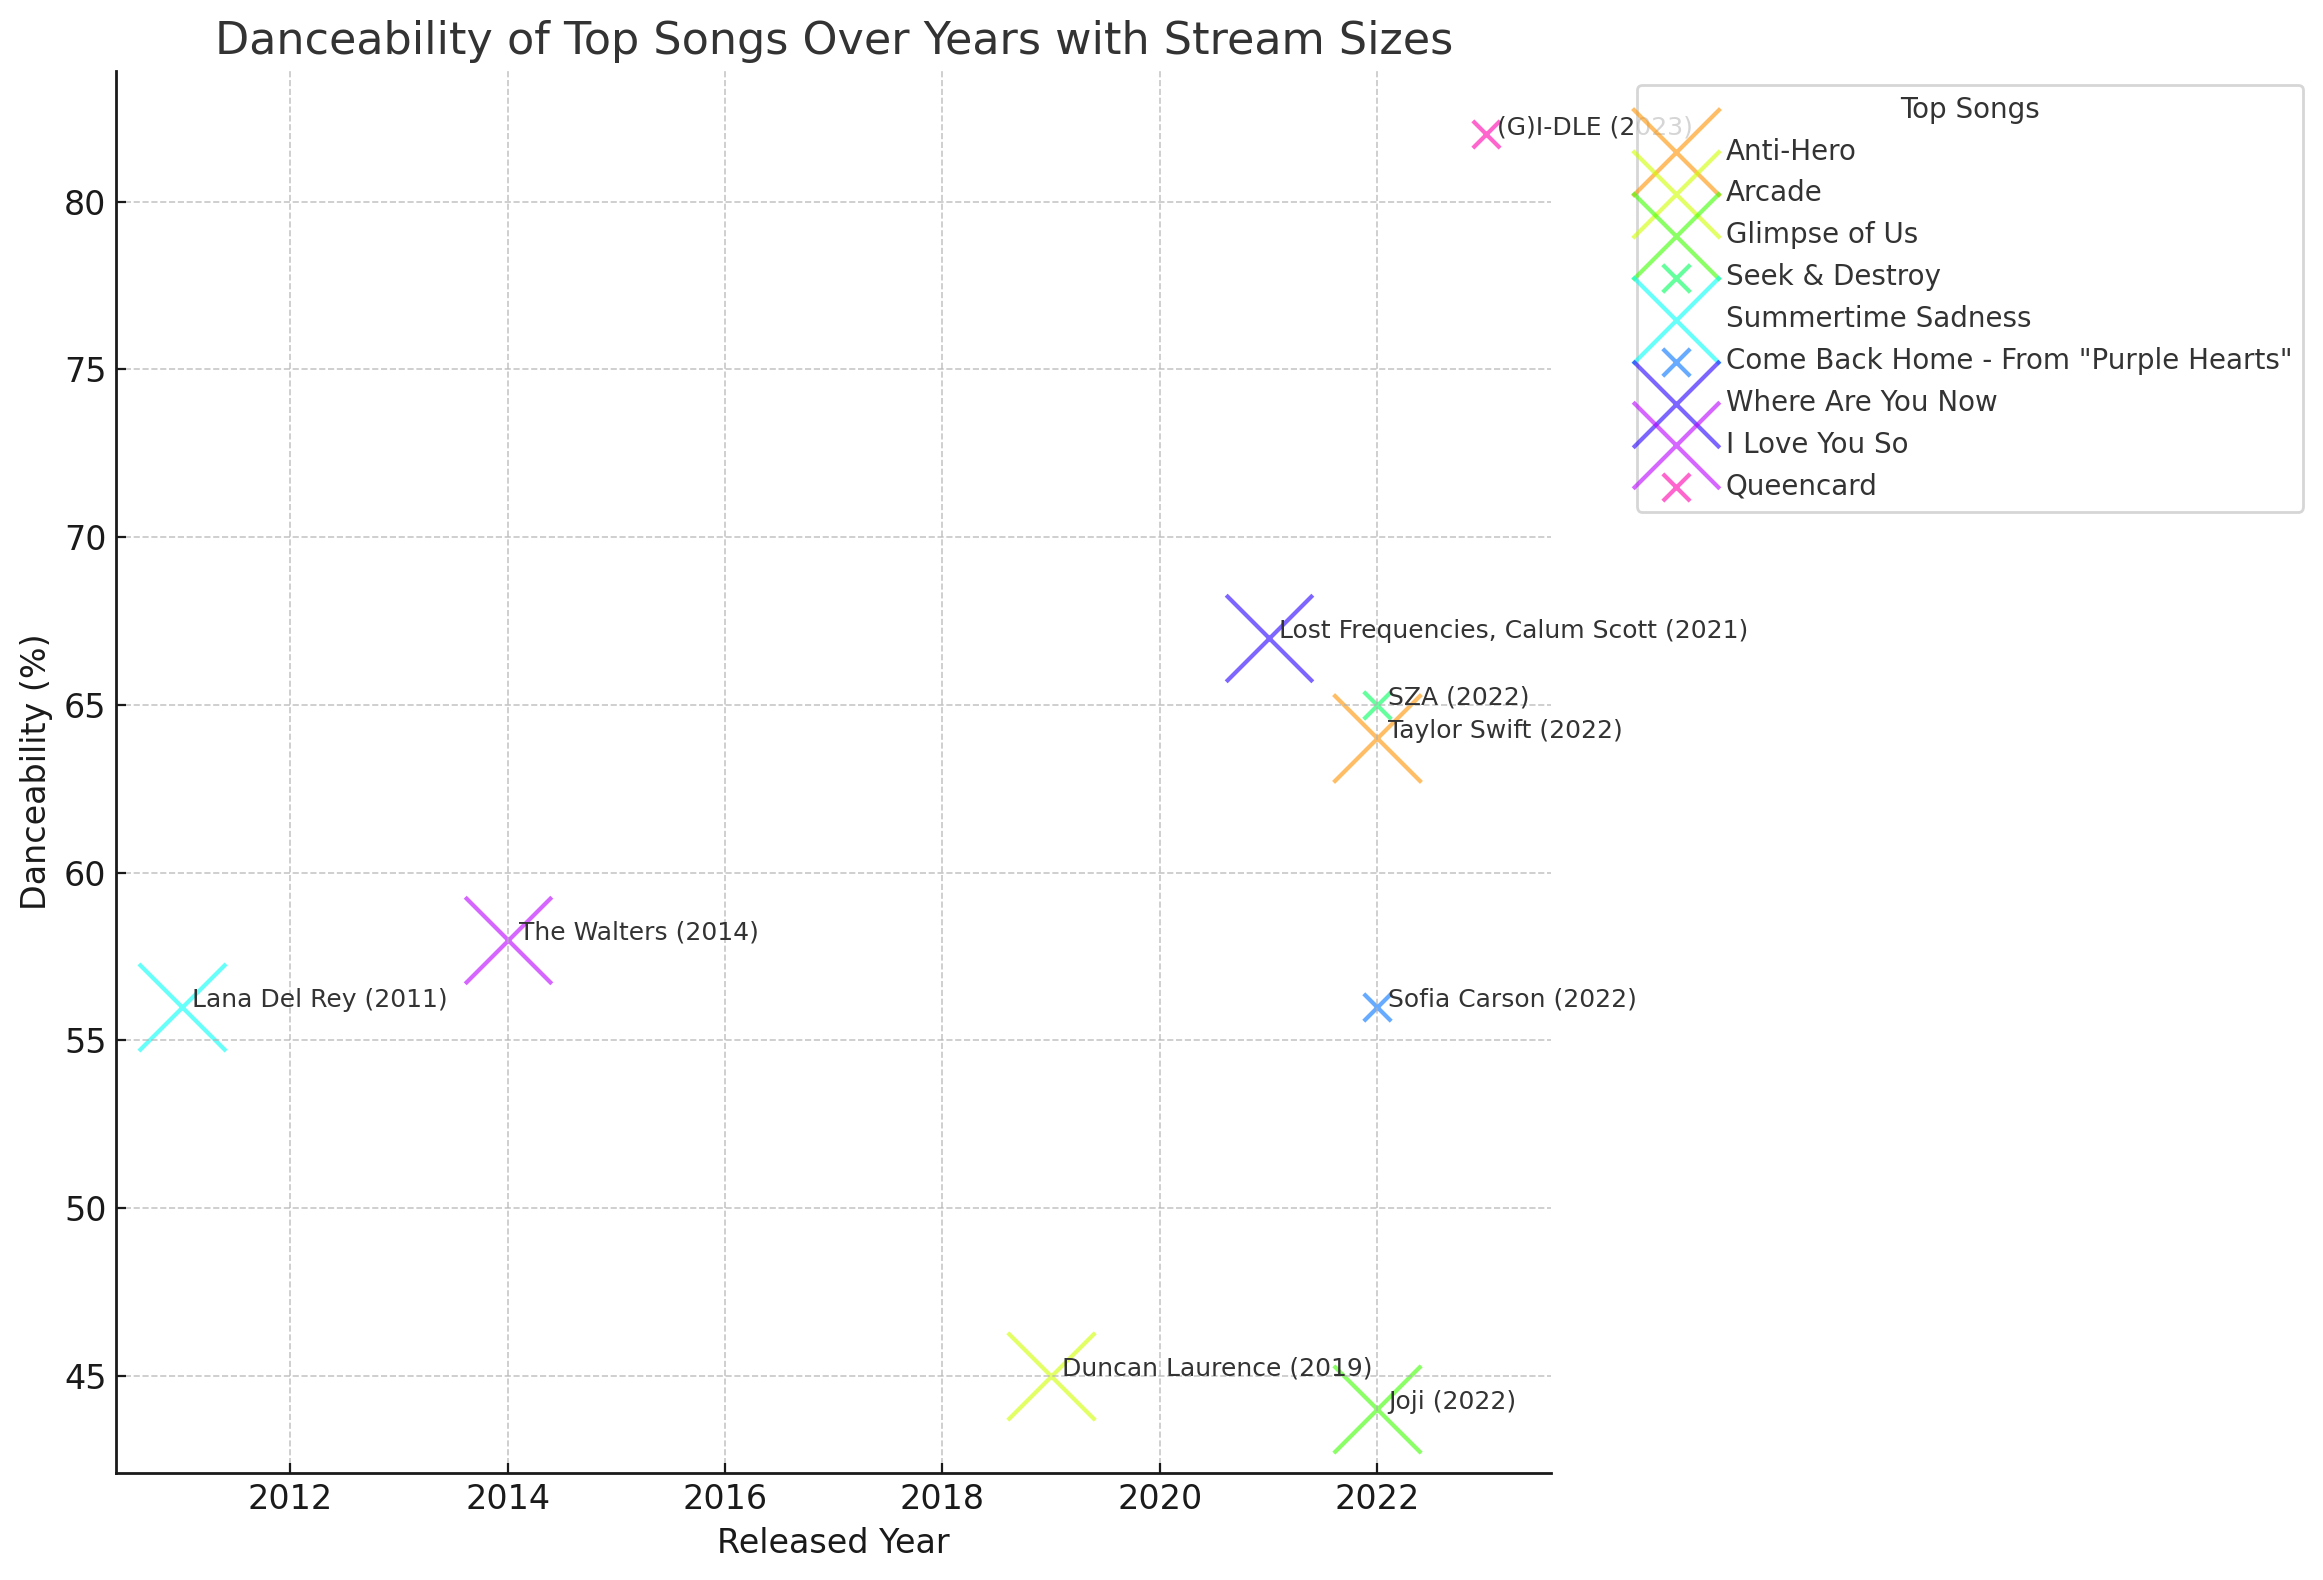 Danceability of Top Songs Over Years with Stream Sizes
Danceability (%)
80
75
70
65
60
55
50
45
2012
2014
2016
2018
2020
2022
Released Year
(G)I-DLE (2023)
Lost Frequencies, Calum Scott (2021)
SZA (2022)
Taylor Swift (2022)
The Walters (2014)
Lana Del Rey (2011)
Sofia Carson (2022)
Duncan Laurence (2019)
Joji (2022)
Top Songs
Anti-Hero
Arcade
Glimpse of Us
Seek & Destroy
Summertime Sadness
Come Back Home - From "Purple Hearts"
Where Are You Now
I Love You So
Queencard